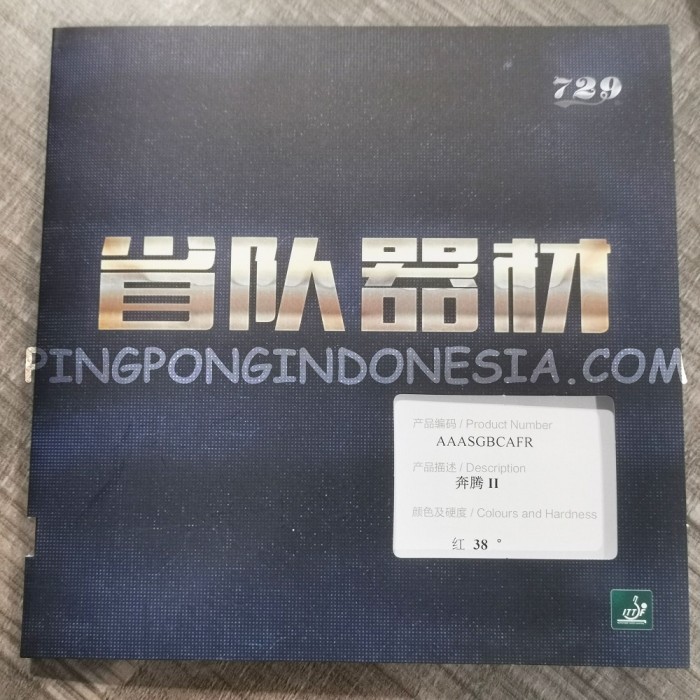 729
省队器材
PINGPONGINDONESIA.COM
产品编码 / Product Number
AAASGBCAFR
产品描述 / Description
奔腾 II
颜色及硬度 / Colours and Hardness
红 38 °
ITTF